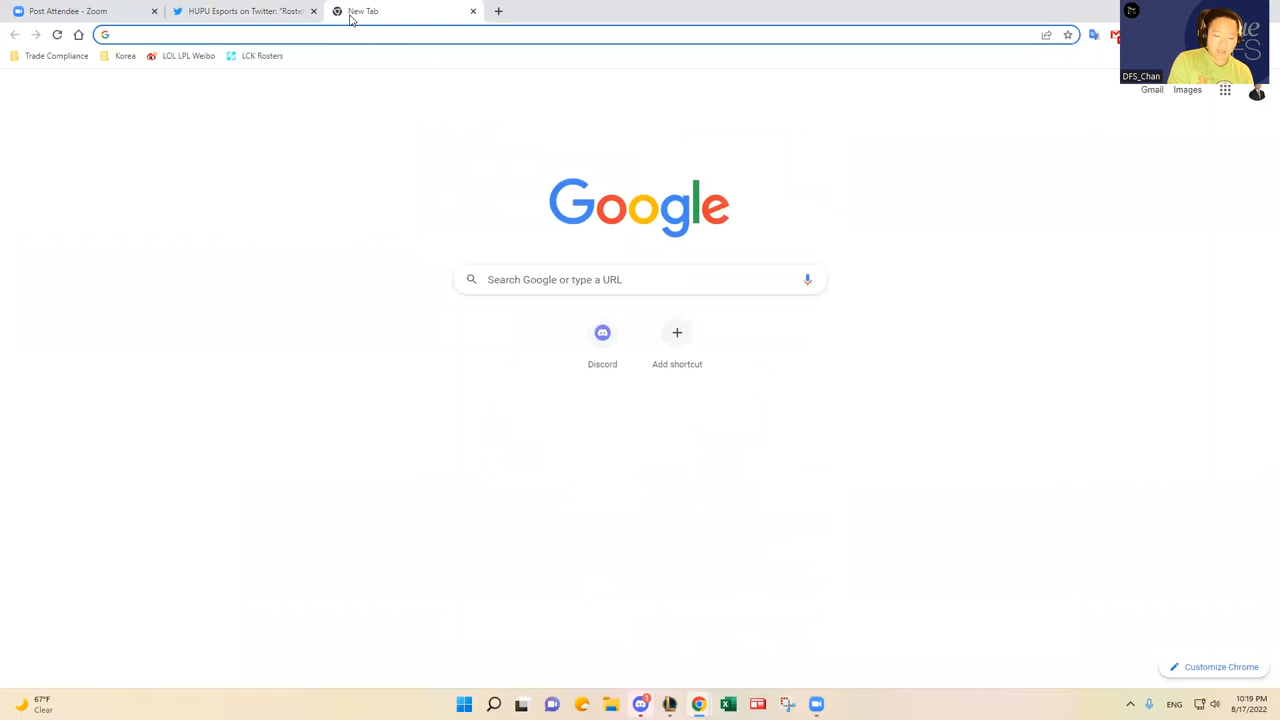 Post Attendee - Zoom
HUPU Esports on Twitter: "Roste
New Tab
Trade Compliance
Korea
LOL LPL Weibo
LCK Rosters
DFS_Chan
Gmail
Images
Google
Search Google or type a URL
Discord
Add shortcut
Customize Chrome
67°F
Clear
1
ENG
10:19 PM
8/17/2022